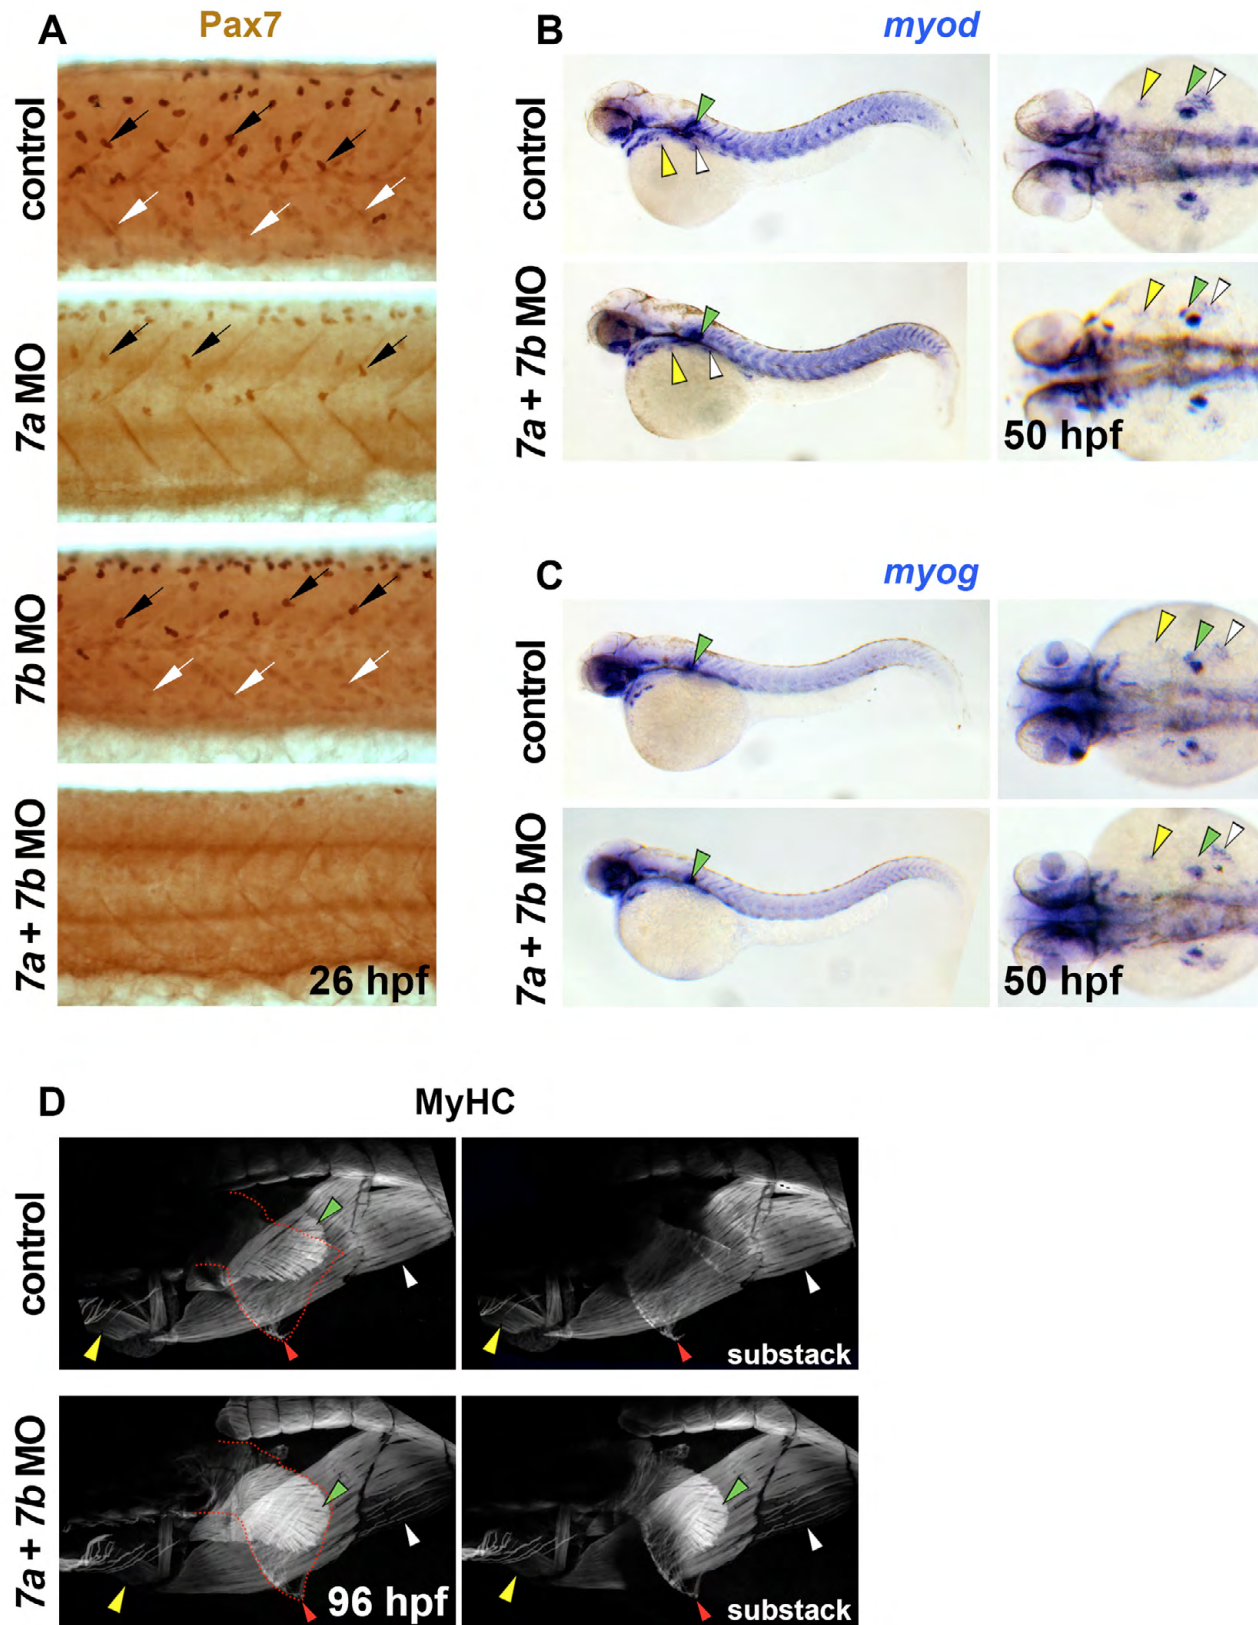 A
Pax7
control
7a MO
7b MO
7a + 7b MO
26 hpf
B
myod
control
7a + 7b MO
50 hpf
C
myog
control
7a + 7b MO
50 hpf
D
MyHC
control
substack
7a + 7b MO
96 hpf
substack